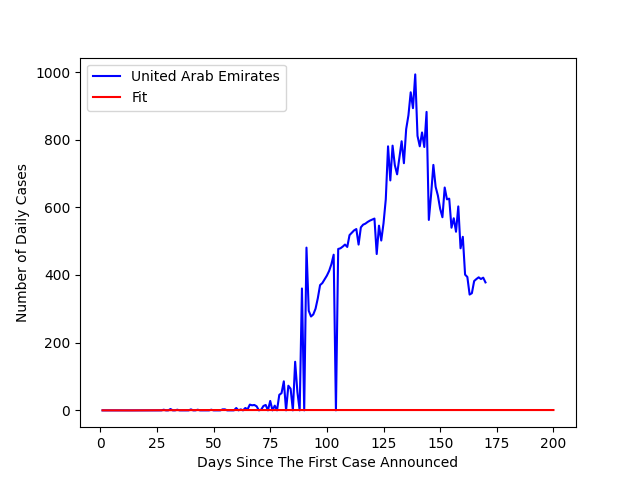 United Arab Emirates
Fit
1000
800
600
400
200
0
Number of Daily Cases
0 25 50 75 100 125 150 175 200
Days Since The First Case Announced